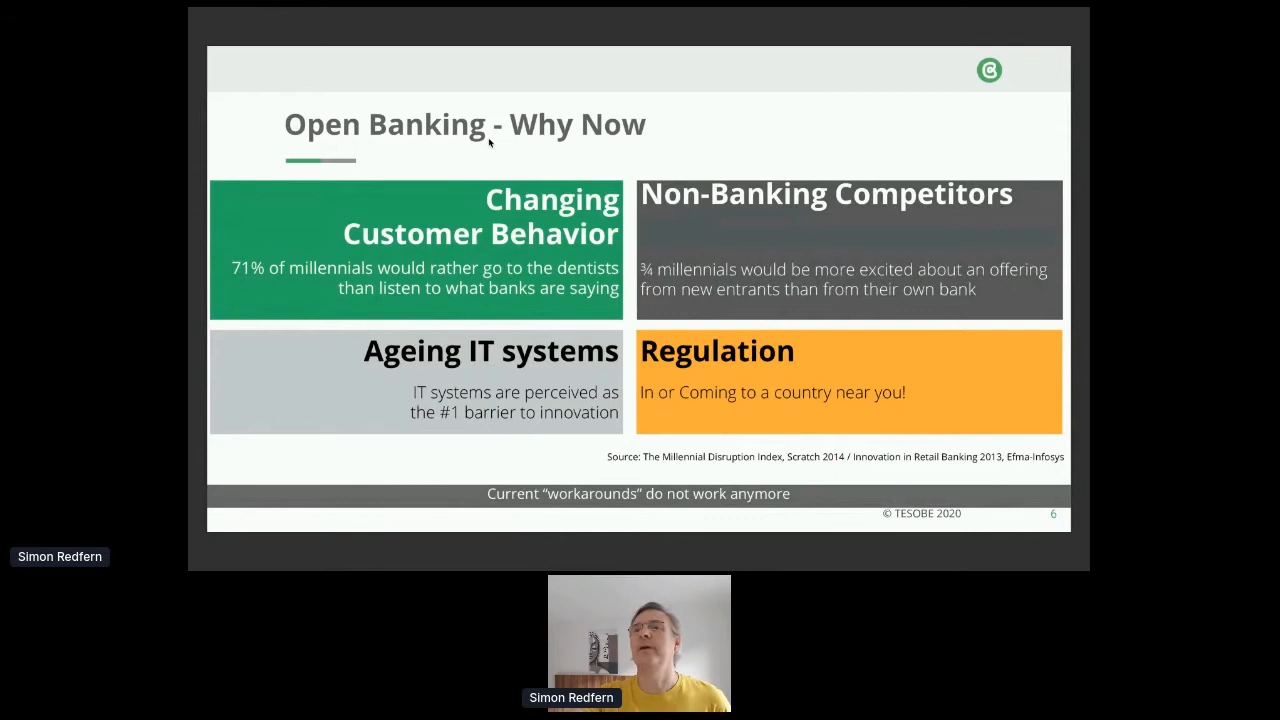 Open Banking - Why Now
Changing
Customer Behavior
71% of millennials would rather go to the dentists
than listen to what banks are saying
Non-Banking Competitors
¾ millennials would be more excited about an offering
from new entrants than from their own bank
Ageing IT systems
IT systems are perceived as
the #1 barrier to innovation
Regulation
In or Coming to a country near you!
Source: The Millennial Disruption Index, Scratch 2014 / Innovation in Retail Banking 2013, Efma-Infosys
Current “workarounds” do not work anymore
© TESOBE 2020
6
Simon Redfern
Simon Redfern